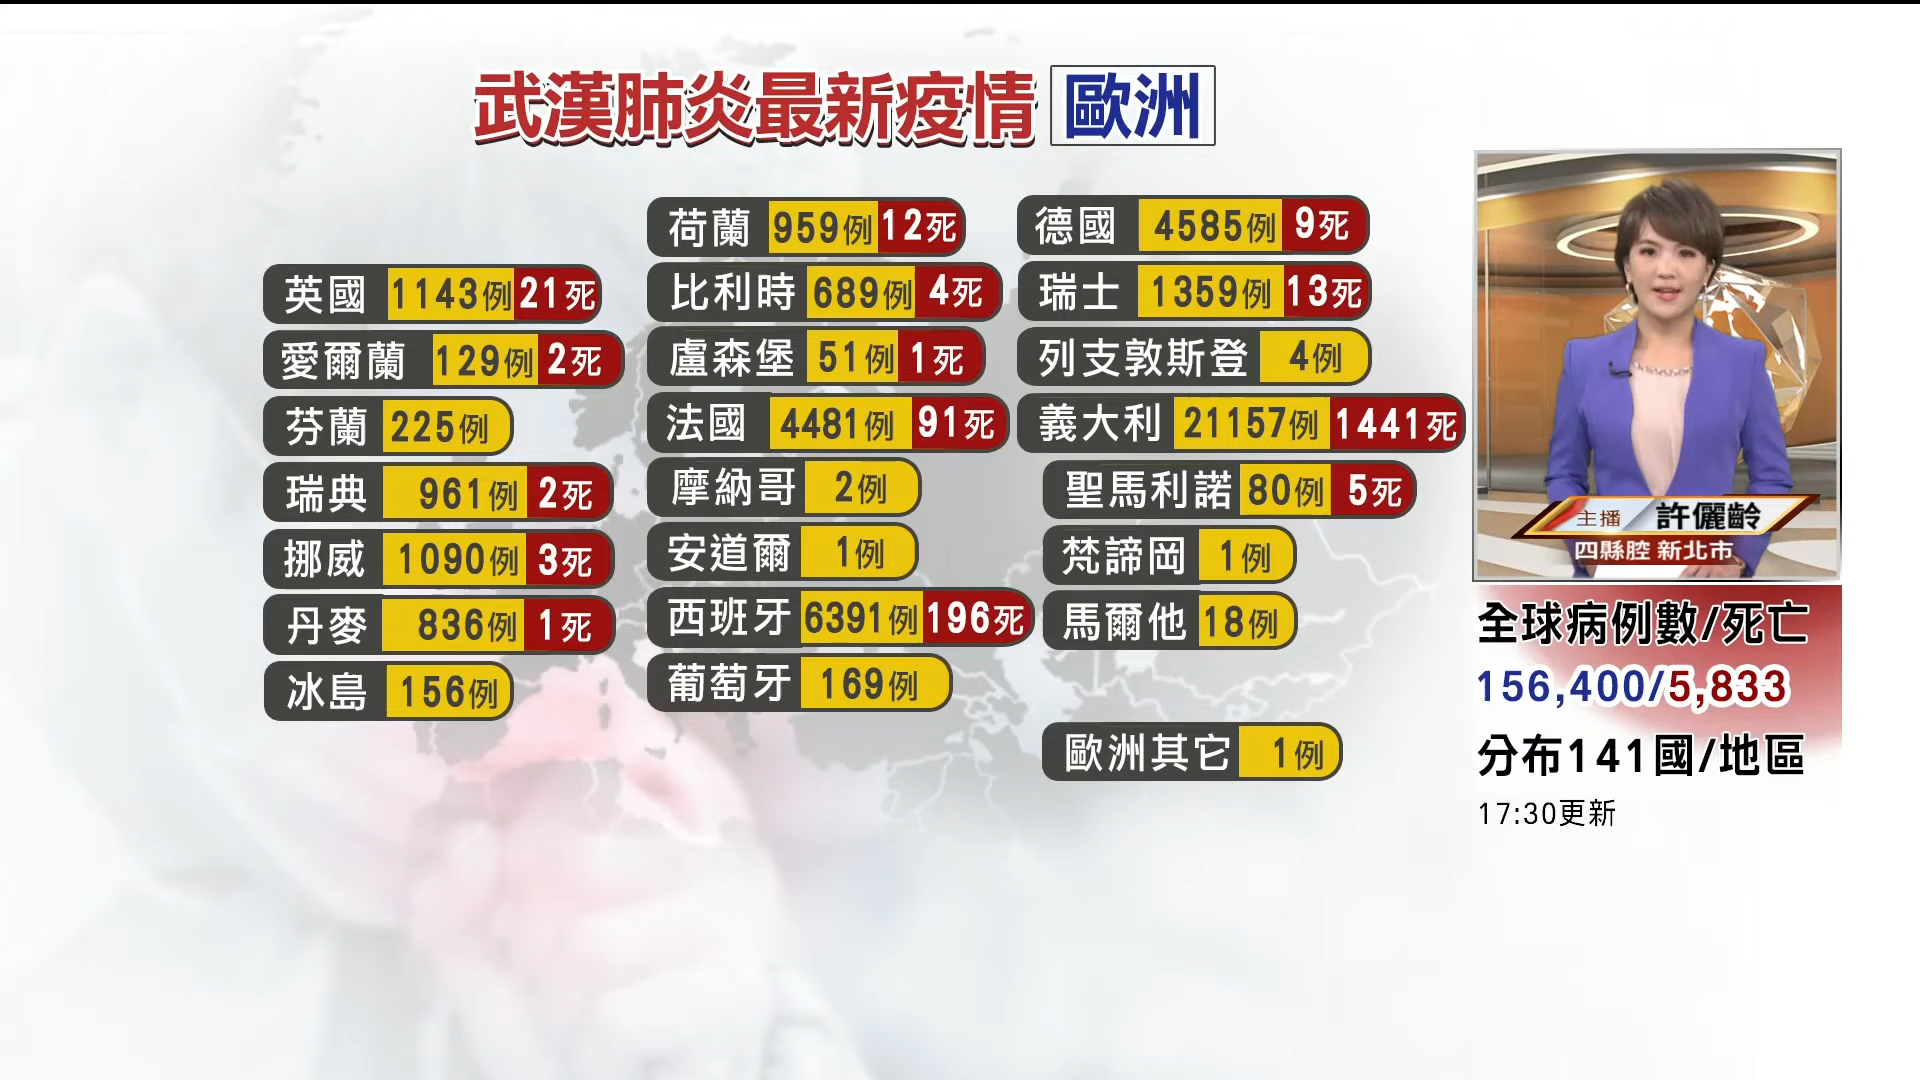 武漢肺炎最新疫情 歐洲
英國 1143例 21死
愛爾蘭 129例 2死
芬蘭 225例
瑞典 961例 2死
挪威 1090例 3死
丹麥 836例 1死
冰島 156例
荷蘭 959例 12死
比利時 689例 4死
盧森堡 51例 1死
法國 4481例 91死
摩納哥 2例
安道爾 1例
西班牙 6391例 196死
葡萄牙 169例
德國 4585例 9死
瑞士 1359例 13死
列支敦斯登 4例
義大利 21157例 1441死
聖馬利諾 80例 5死
梵諦岡 1例
馬爾他 18例
歐洲其它 1例
主播 許儷齡
四縣腔 新北市
全球病例數/死亡
156,400/5,833
分布141國/地區
17:30更新